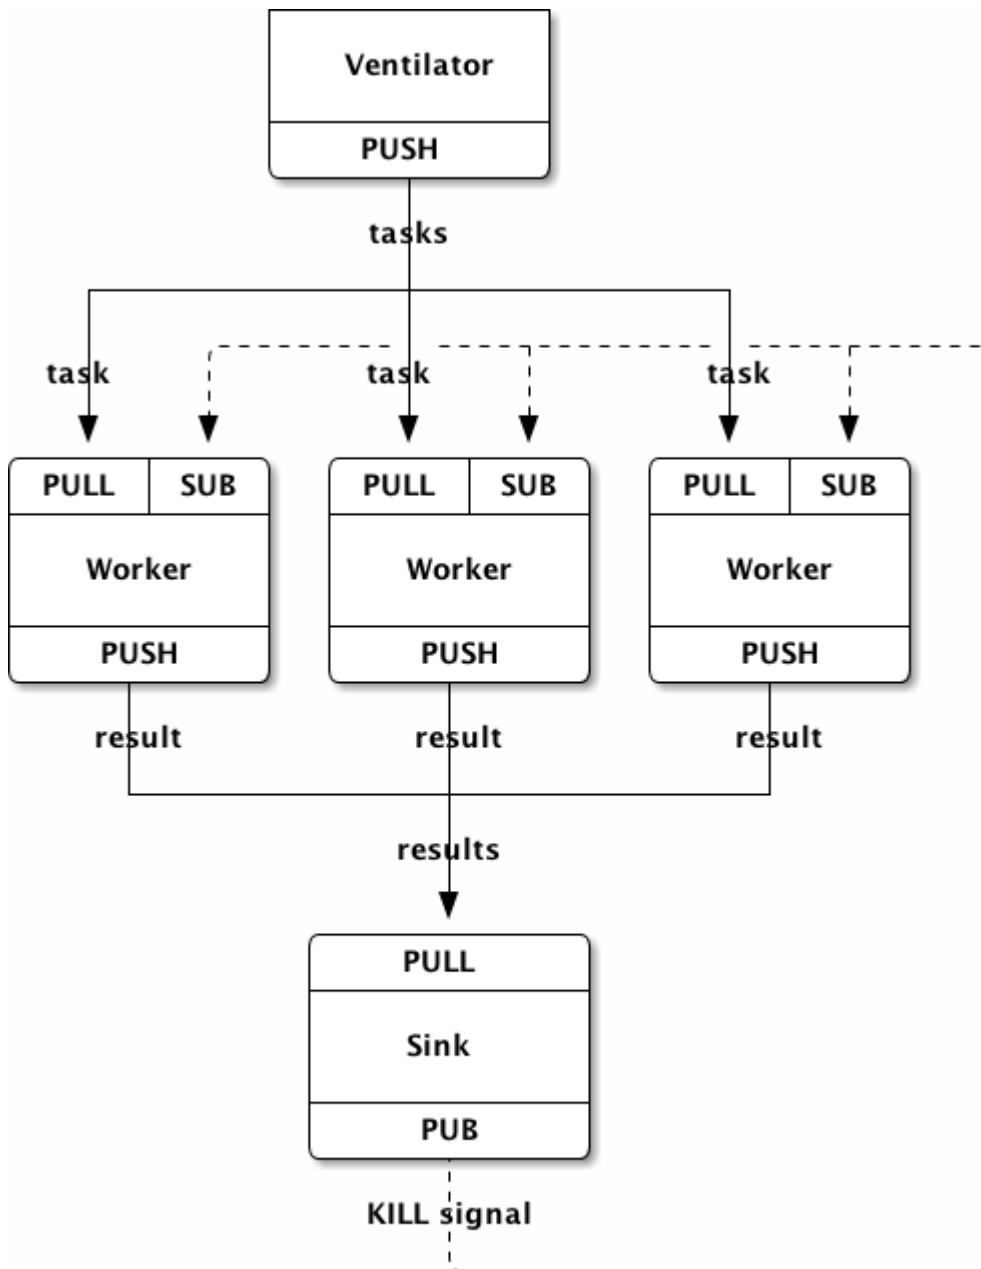 Ventilator
PUSH
tasks
task task task
PULL SUB PULL SUB PULL SUB
Worker Worker Worker
PUSH PUSH PUSH
result result result
results
PULL
Sink
PUB
KILL signal